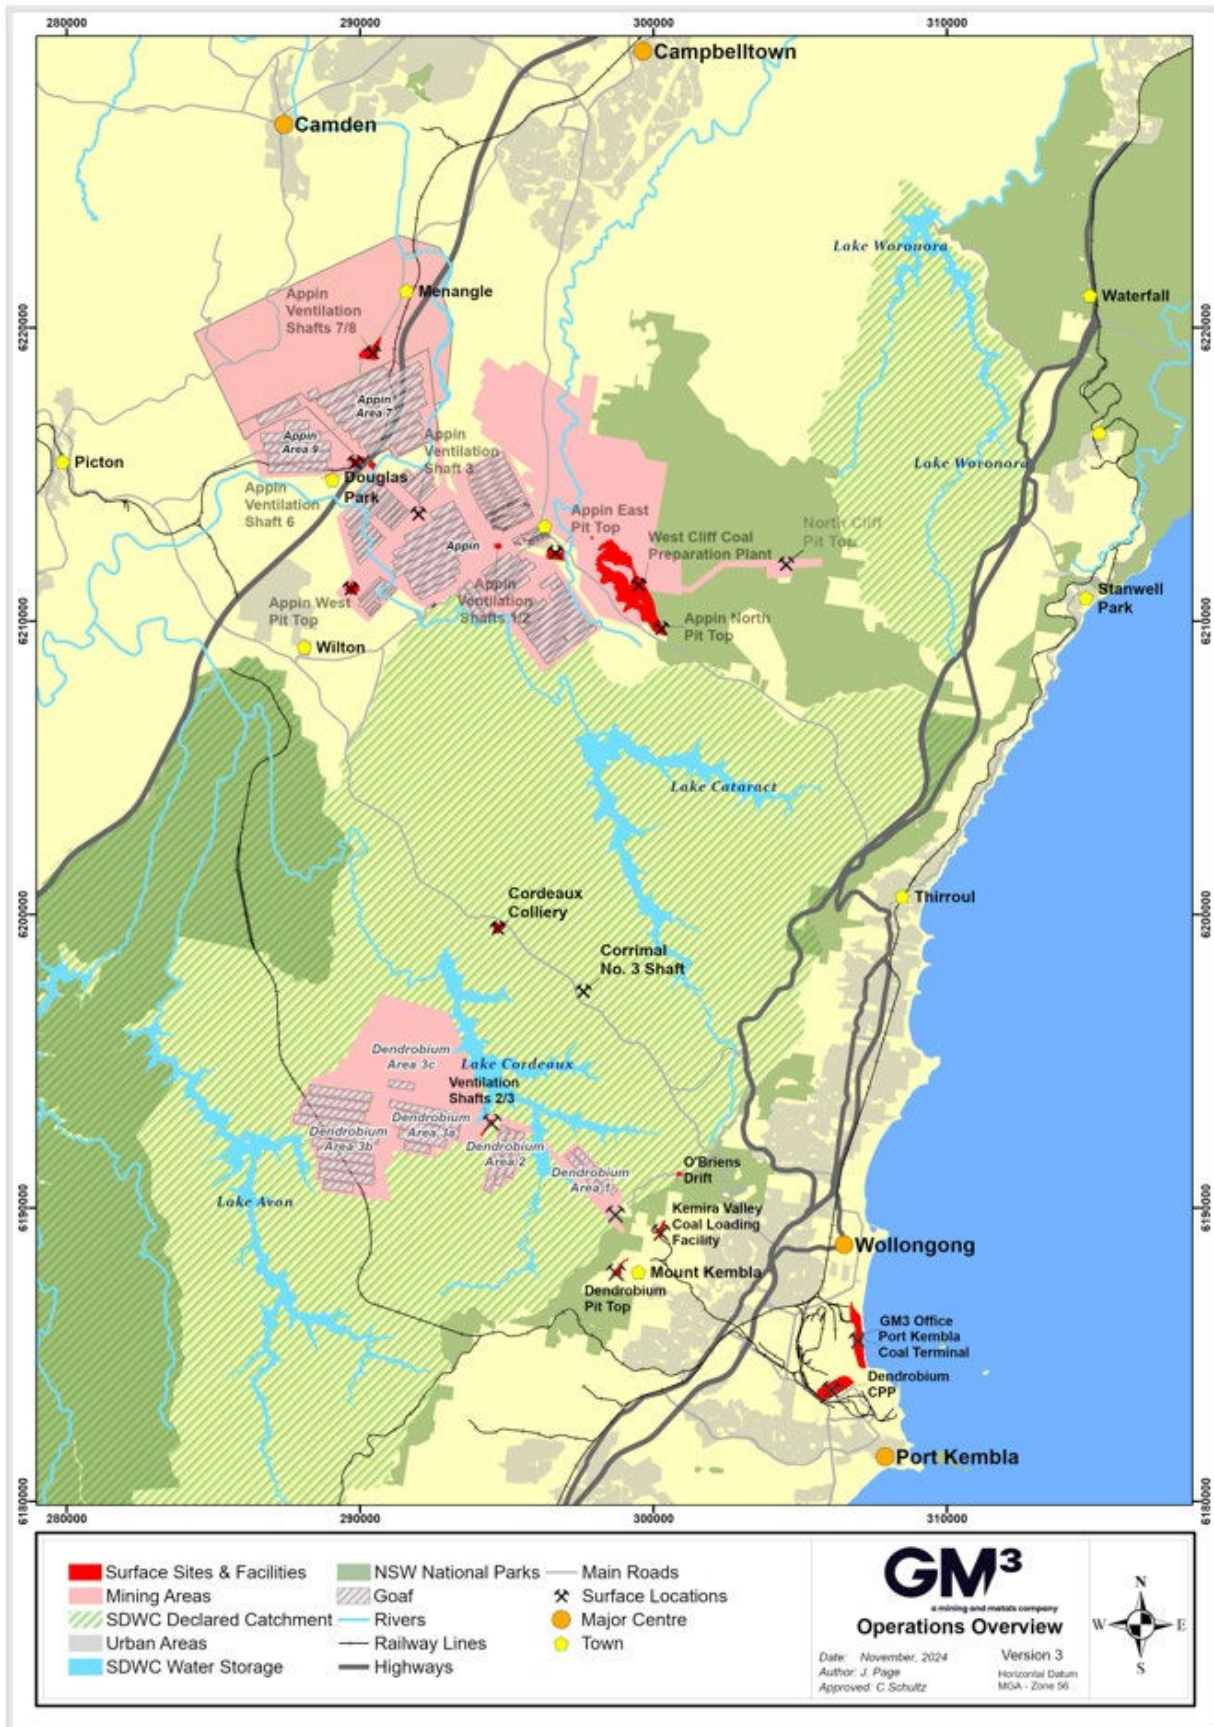 280000
290000
300000
310000
Campbelltown
Camden
Lake Woronora
Menangle
Waterfall
Appin
Ventilation
Shafts 7/8
6220000
6220000
Appin
Area 7
Appin
Area 9
Appin
Ventilation
Shaft 3
Picton
Lake Woronora
Douglas
Park
Appin
Ventilation
Shaft 6
Appin East
Pit Top
West Cliff Coal
Preparation Plant
North Cliff
Pit Top
Appin
Appin
Ventilation
Shafts 1/2
Appin West
Pit Top
Stanwell
Park
Appin North
Pit Top
6210000
6210000
Wilton
Lake Cataract
Cordeaux
Colliery
Thirroul
6200000
6200000
Corrimal
No. 3 Shaft
Dendrobium
Area 3c
Lake Cordeaux
Ventilation
Shafts 2/3
Dendrobium
Area 3b
Dendrobium
Area 3a
Dendrobium
Area 2
Dendrobium
Area 1
O'Briens
Drift
Lake Avon
6190000
6190000
Kemira Valley
Coal Loading
Facility
Wollongong
Mount Kembla
Dendrobium
Pit Top
GM3 Office
Port Kembla
Coal Terminal
Dendrobium
CPP
Port Kembla
6180000
6180000
280000
290000
300000
310000
Surface Sites & Facilities
Mining Areas
SDWC Declared Catchment
Urban Areas
SDWC Water Storage
NSW National Parks
Goaf
Rivers
Railway Lines
Highways
Main Roads
Surface Locations
Major Centre
Town
GM³
a mining and metals company
Operations Overview
Date: November, 2024
Author: J. Page
Approved: C.Schultz
Version 3
Horizontal Datum
MGA - Zone 56
N
W
E
S